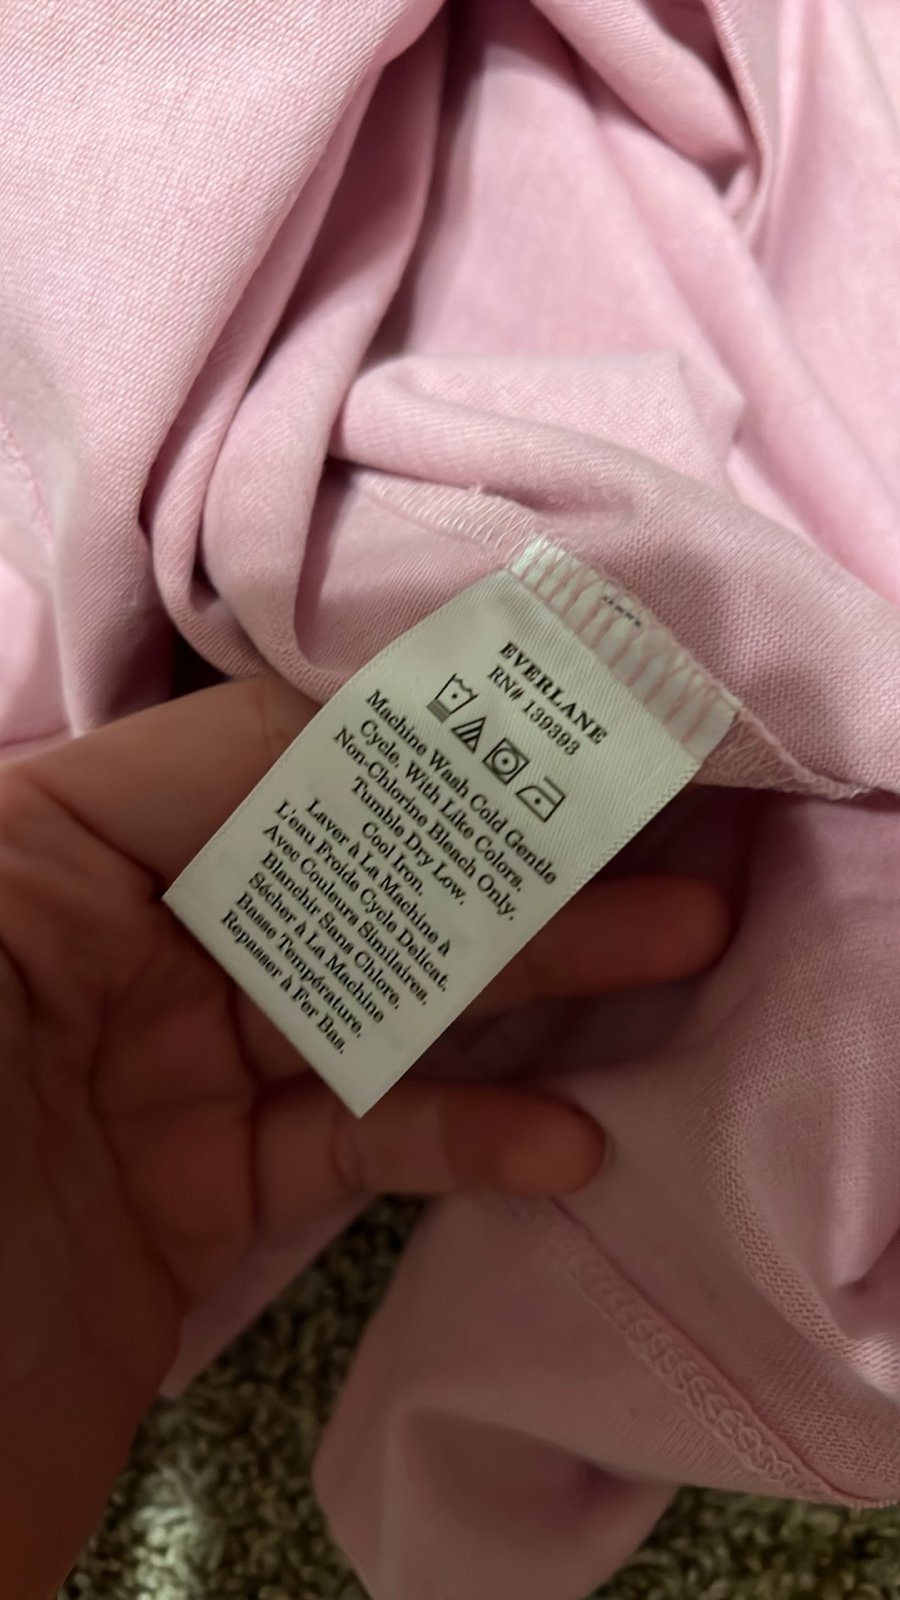 EVERLANE
RN# 139393
Machine Wash Cold Gentle
Cycle. With Like Colors.
Non-Chlorine Bleach Only.
Tumble Dry Low.
Cool Iron.
Laver à La Machine à
L'eau Froide Cycle Delicat.
Avec Couleurs Similaires.
Blanchir Sans Chlore.
Sécher à La Machine
Basse Température.
Repasser à Fer Bas.